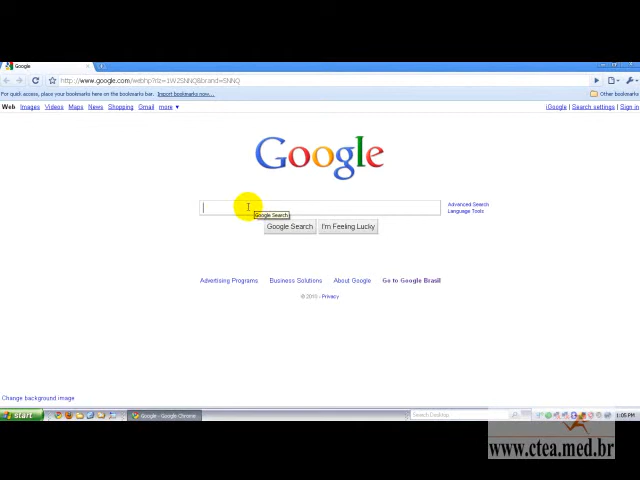 Google
http://www.google.com/webhp?rlz=1W2SNNQ&brand=SNNQ
For quick access, place your bookmarks here on the bookmarks bar. Import bookmarks now... Other bookmarks
Web Images Videos Maps News Shopping Gmail more ▼ iGoogle | Search settings | Sign in
Google
Advanced Search
Language Tools
Google Search
Google Search I'm Feeling Lucky
Advertising Programs Business Solutions About Google Go to Google Brasil
© 2010 - Privacy
Change background image
start Google - Google Chrome Search Desktop 1:05 PM
www.ctea.med.br